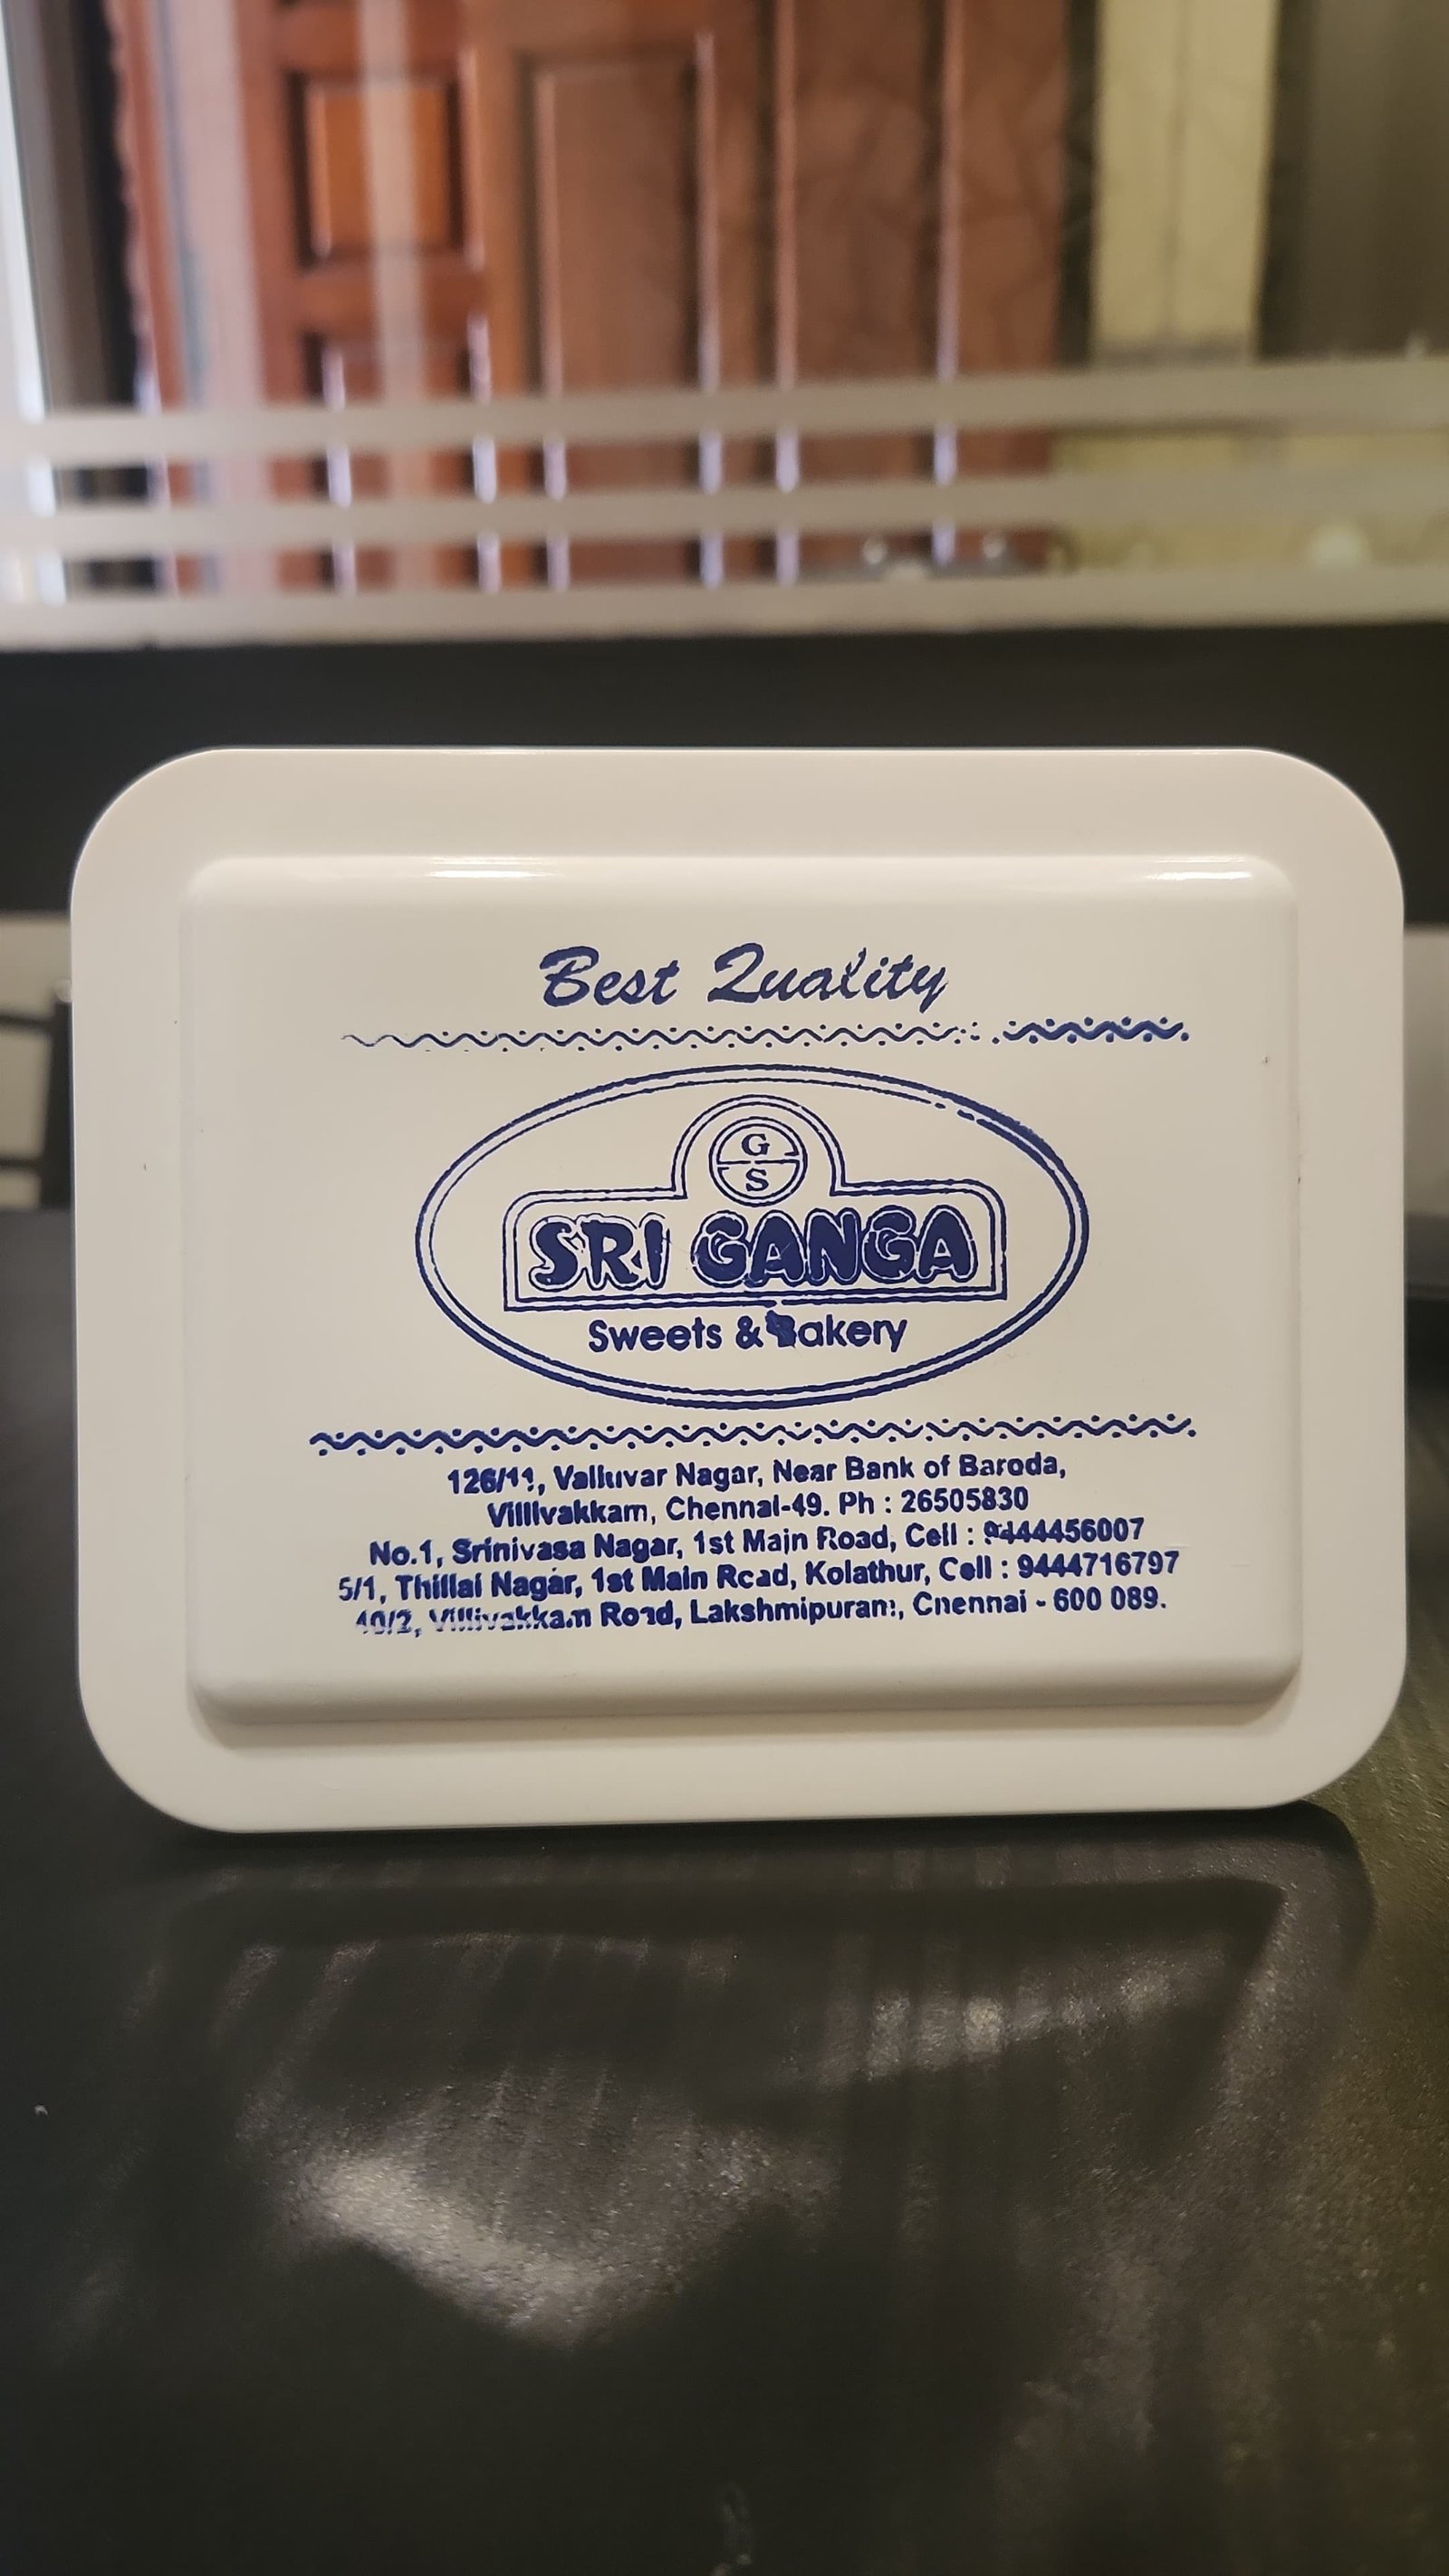 Best Quality
G
S
SRI GANGA
Sweets & Bakery
126/11, Valluvar Nagar, Near Bank of Baroda,
Villivakkam, Chennai-49. Ph : 26505830
No.1, Srinivasa Nagar, 1st Main Road, Cell : 9444456007
5/1, Thillai Nagar, 1st Main Road, Kolathur, Cell : 9444716797
40/2, Villivakkam Road, Lakshmipuram, Chennai - 600 089.